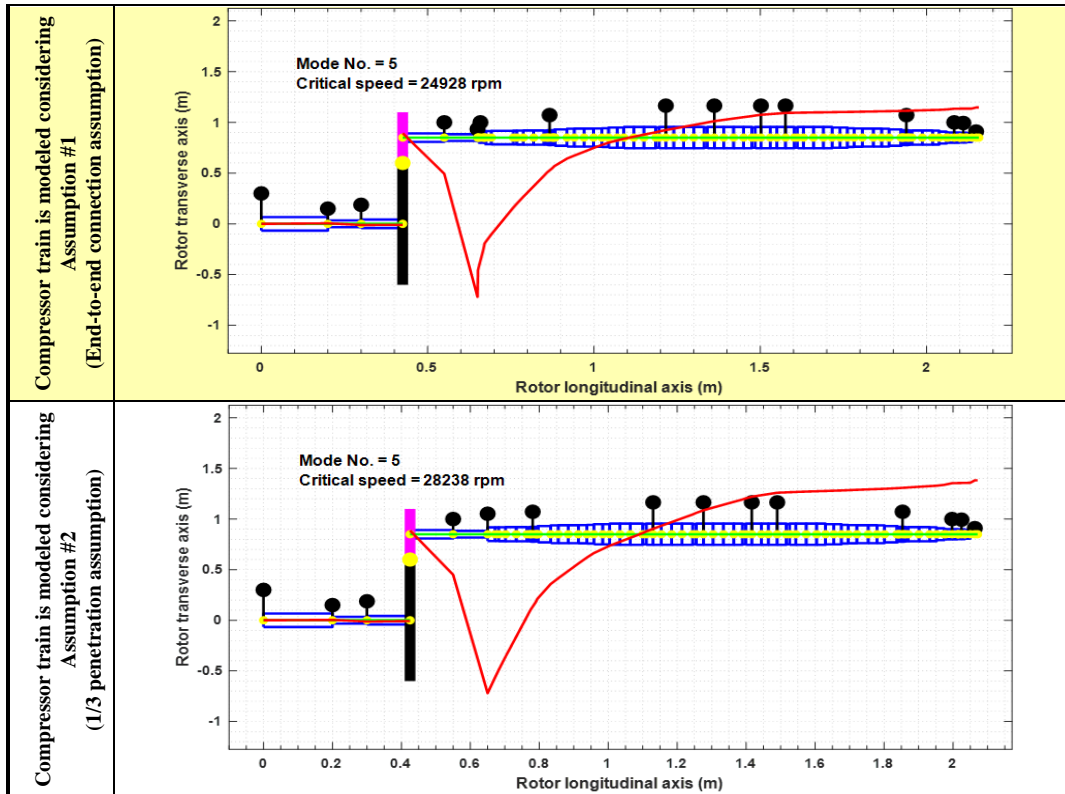 Compressor train is modeled considering
Assumption #1
(End-to-end connection assumption)
Mode No. = 5
Critical speed = 24928 rpm
Rotor transverse axis (m)
2
1.5
1
0.5
0
-0.5
-1
0 0.5 1 1.5 2
Rotor longitudinal axis (m)
Compressor train is modeled considering
Assumption #2
(1/3 penetration assumption)
Mode No. = 5
Critical speed = 28238 rpm
Rotor transverse axis (m)
2
1.5
1
0.5
0
-0.5
-1
0 0.2 0.4 0.6 0.8 1 1.2 1.4 1.6 1.8 2
Rotor longitudinal axis (m)